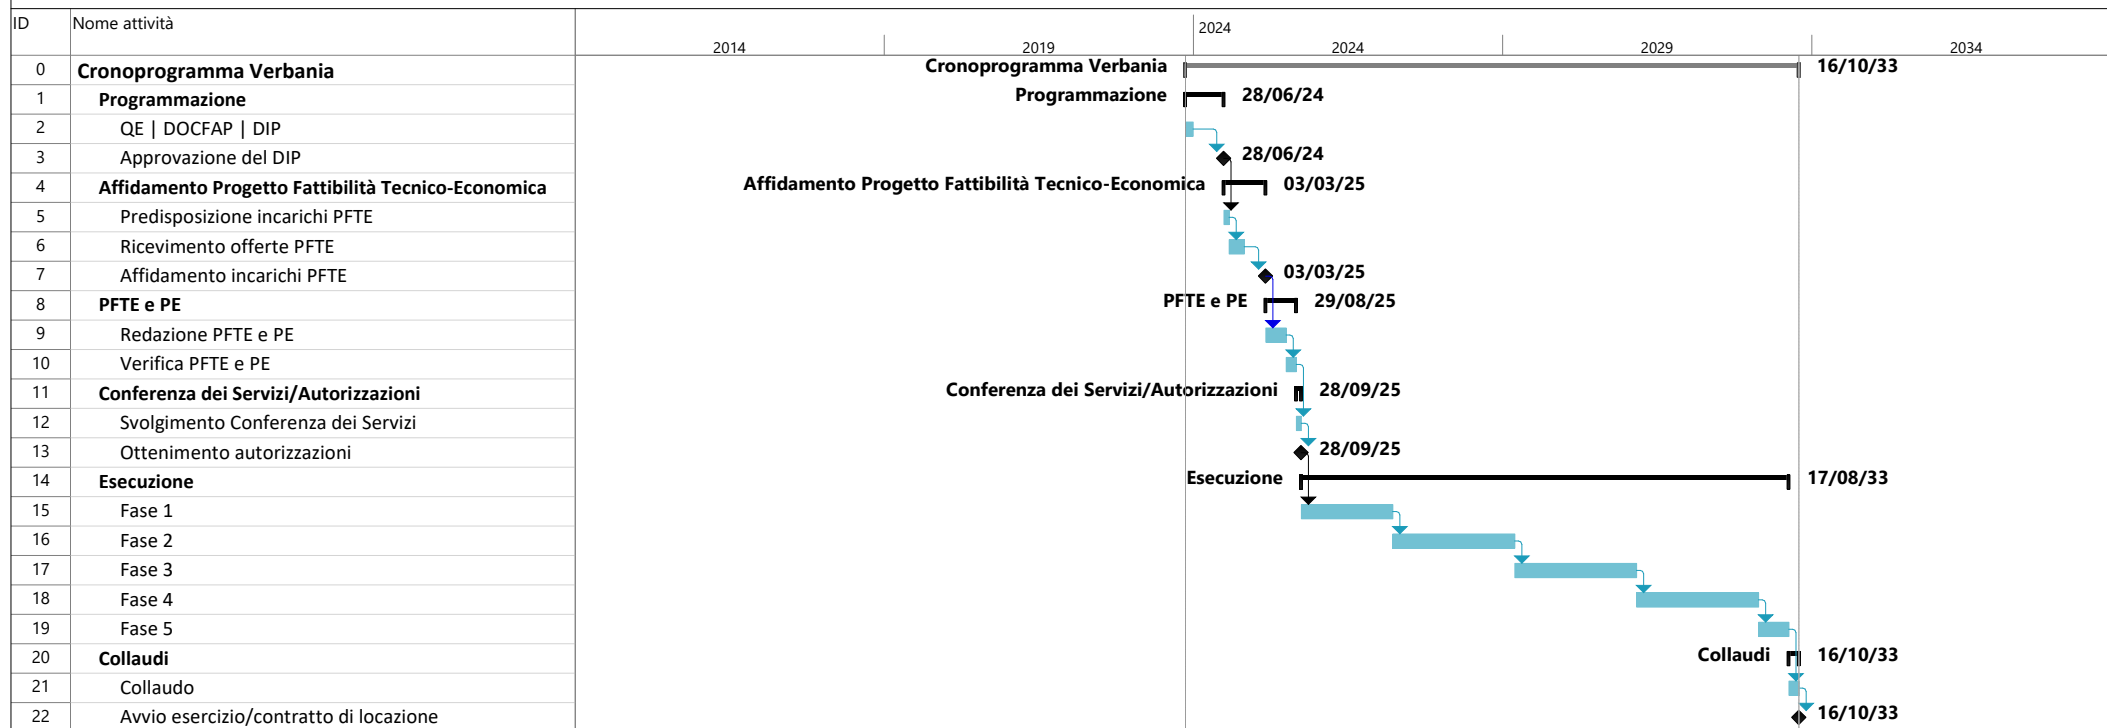 ID Nome attività 2024
2014 2019 2024 2029 2034
0 Cronoprogramma Verbania Cronoprogramma Verbania 16/10/33
1 Programmazione Programmazione 28/06/24
2 QE | DOCFAP | DIP
3 Approvazione del DIP 28/06/24
4 Affidamento Progetto Fattibilità Tecnico-Economica Affidamento Progetto Fattibilità Tecnico-Economica 03/03/25
5 Predisposizione incarichi PFTE
6 Ricevimento offerte PFTE
7 Affidamento incarichi PFTE 03/03/25
8 PFTE e PE PFTE e PE 29/08/25
9 Redazione PFTE e PE
10 Verifica PFTE e PE
11 Conferenza dei Servizi/Autorizzazioni Conferenza dei Servizi/Autorizzazioni 28/09/25
12 Svolgimento Conferenza dei Servizi
13 Ottenimento autorizzazioni 28/09/25
14 Esecuzione Esecuzione 17/08/33
15 Fase 1
16 Fase 2
17 Fase 3
18 Fase 4
19 Fase 5
20 Collaudi Collaudi 16/10/33
21 Collaudo
22 Avvio esercizio/contratto di locazione 16/10/33